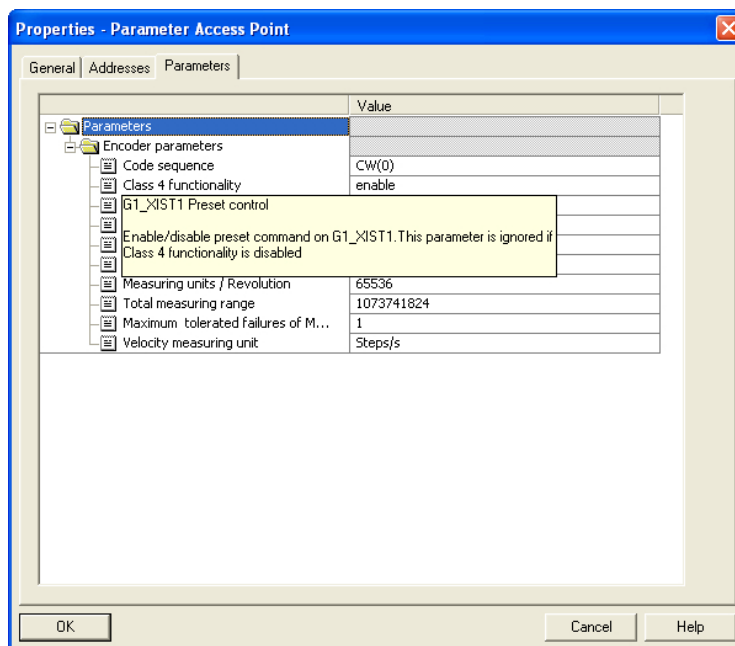 Properties - Parameter Access Point
General Addresses Parameters
Value
Parameters
Encoder parameters
Code sequence CW(0)
Class 4 functionality enable
G1_XIST1 Preset control
Enable/disable preset command on G1_XIST1.This parameter is ignored if
Class 4 functionality is disabled
Measuring units / Revolution 65536
Total measuring range 1073741824
Maximum tolerated failures of M... 1
Velocity measuring unit Steps/s
OK Cancel Help